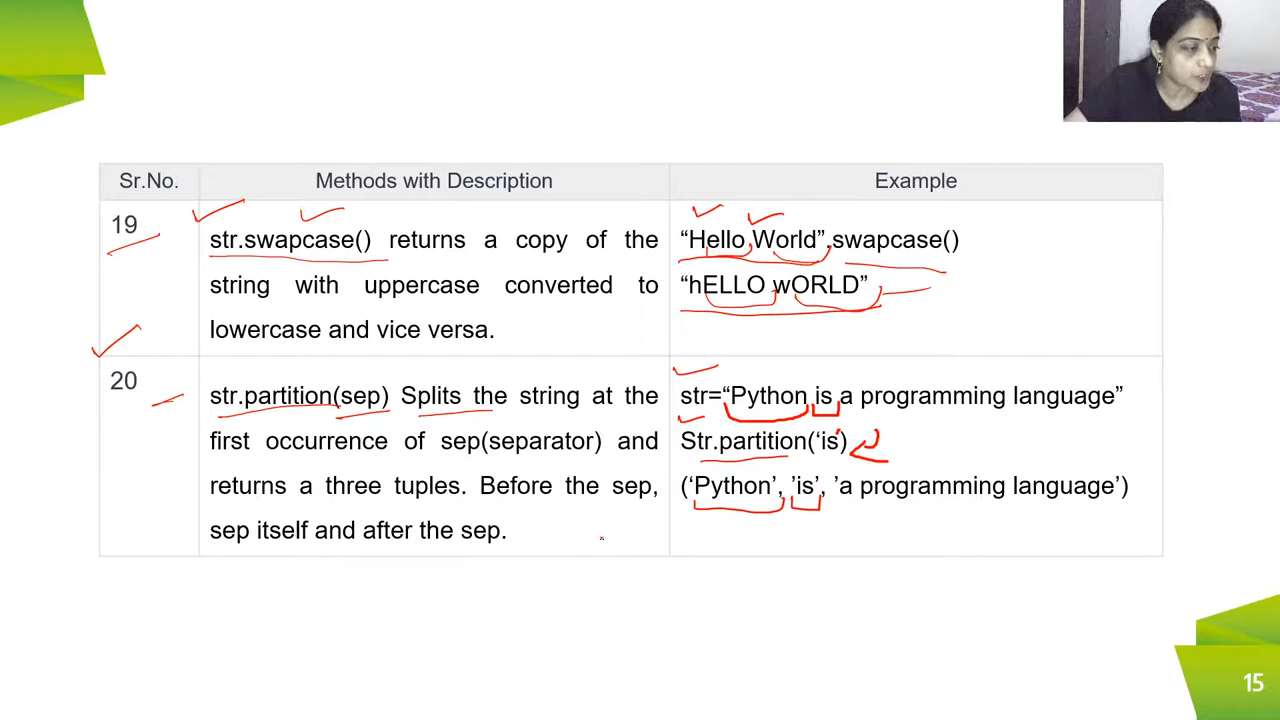 Sr.No. Methods with Description Example
19
str.swapcase() returns a copy of the
string with uppercase converted to
lowercase and vice versa.
“Hello World”.swapcase()
“hELLO wORLD”
20
str.partition(sep) Splits the string at the
first occurrence of sep(separator) and
returns a three tuples. Before the sep,
sep itself and after the sep.
str=“Python is a programming language”
Str.partition(‘is’)
(‘Python’, ’is’, ’a programming language’)
15